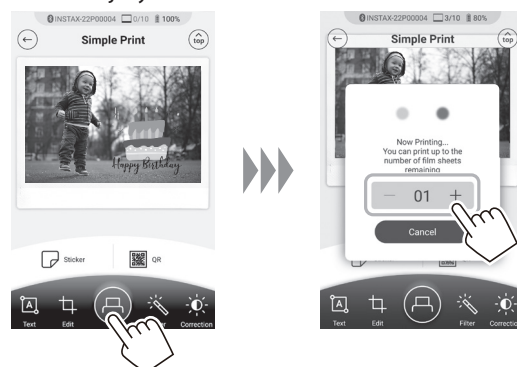 INSTAX-22P00004 0/10 100%
Simple Print
top
Happy Birthday
Sticker
QR
Text
Edit
Correction
INSTAX-22P00004 3/10 80%
Simple Print
top
Now Printing...
You can print up to the
number of film sheets
remaining
01
Cancel
Text
Edit
Filter
Correction